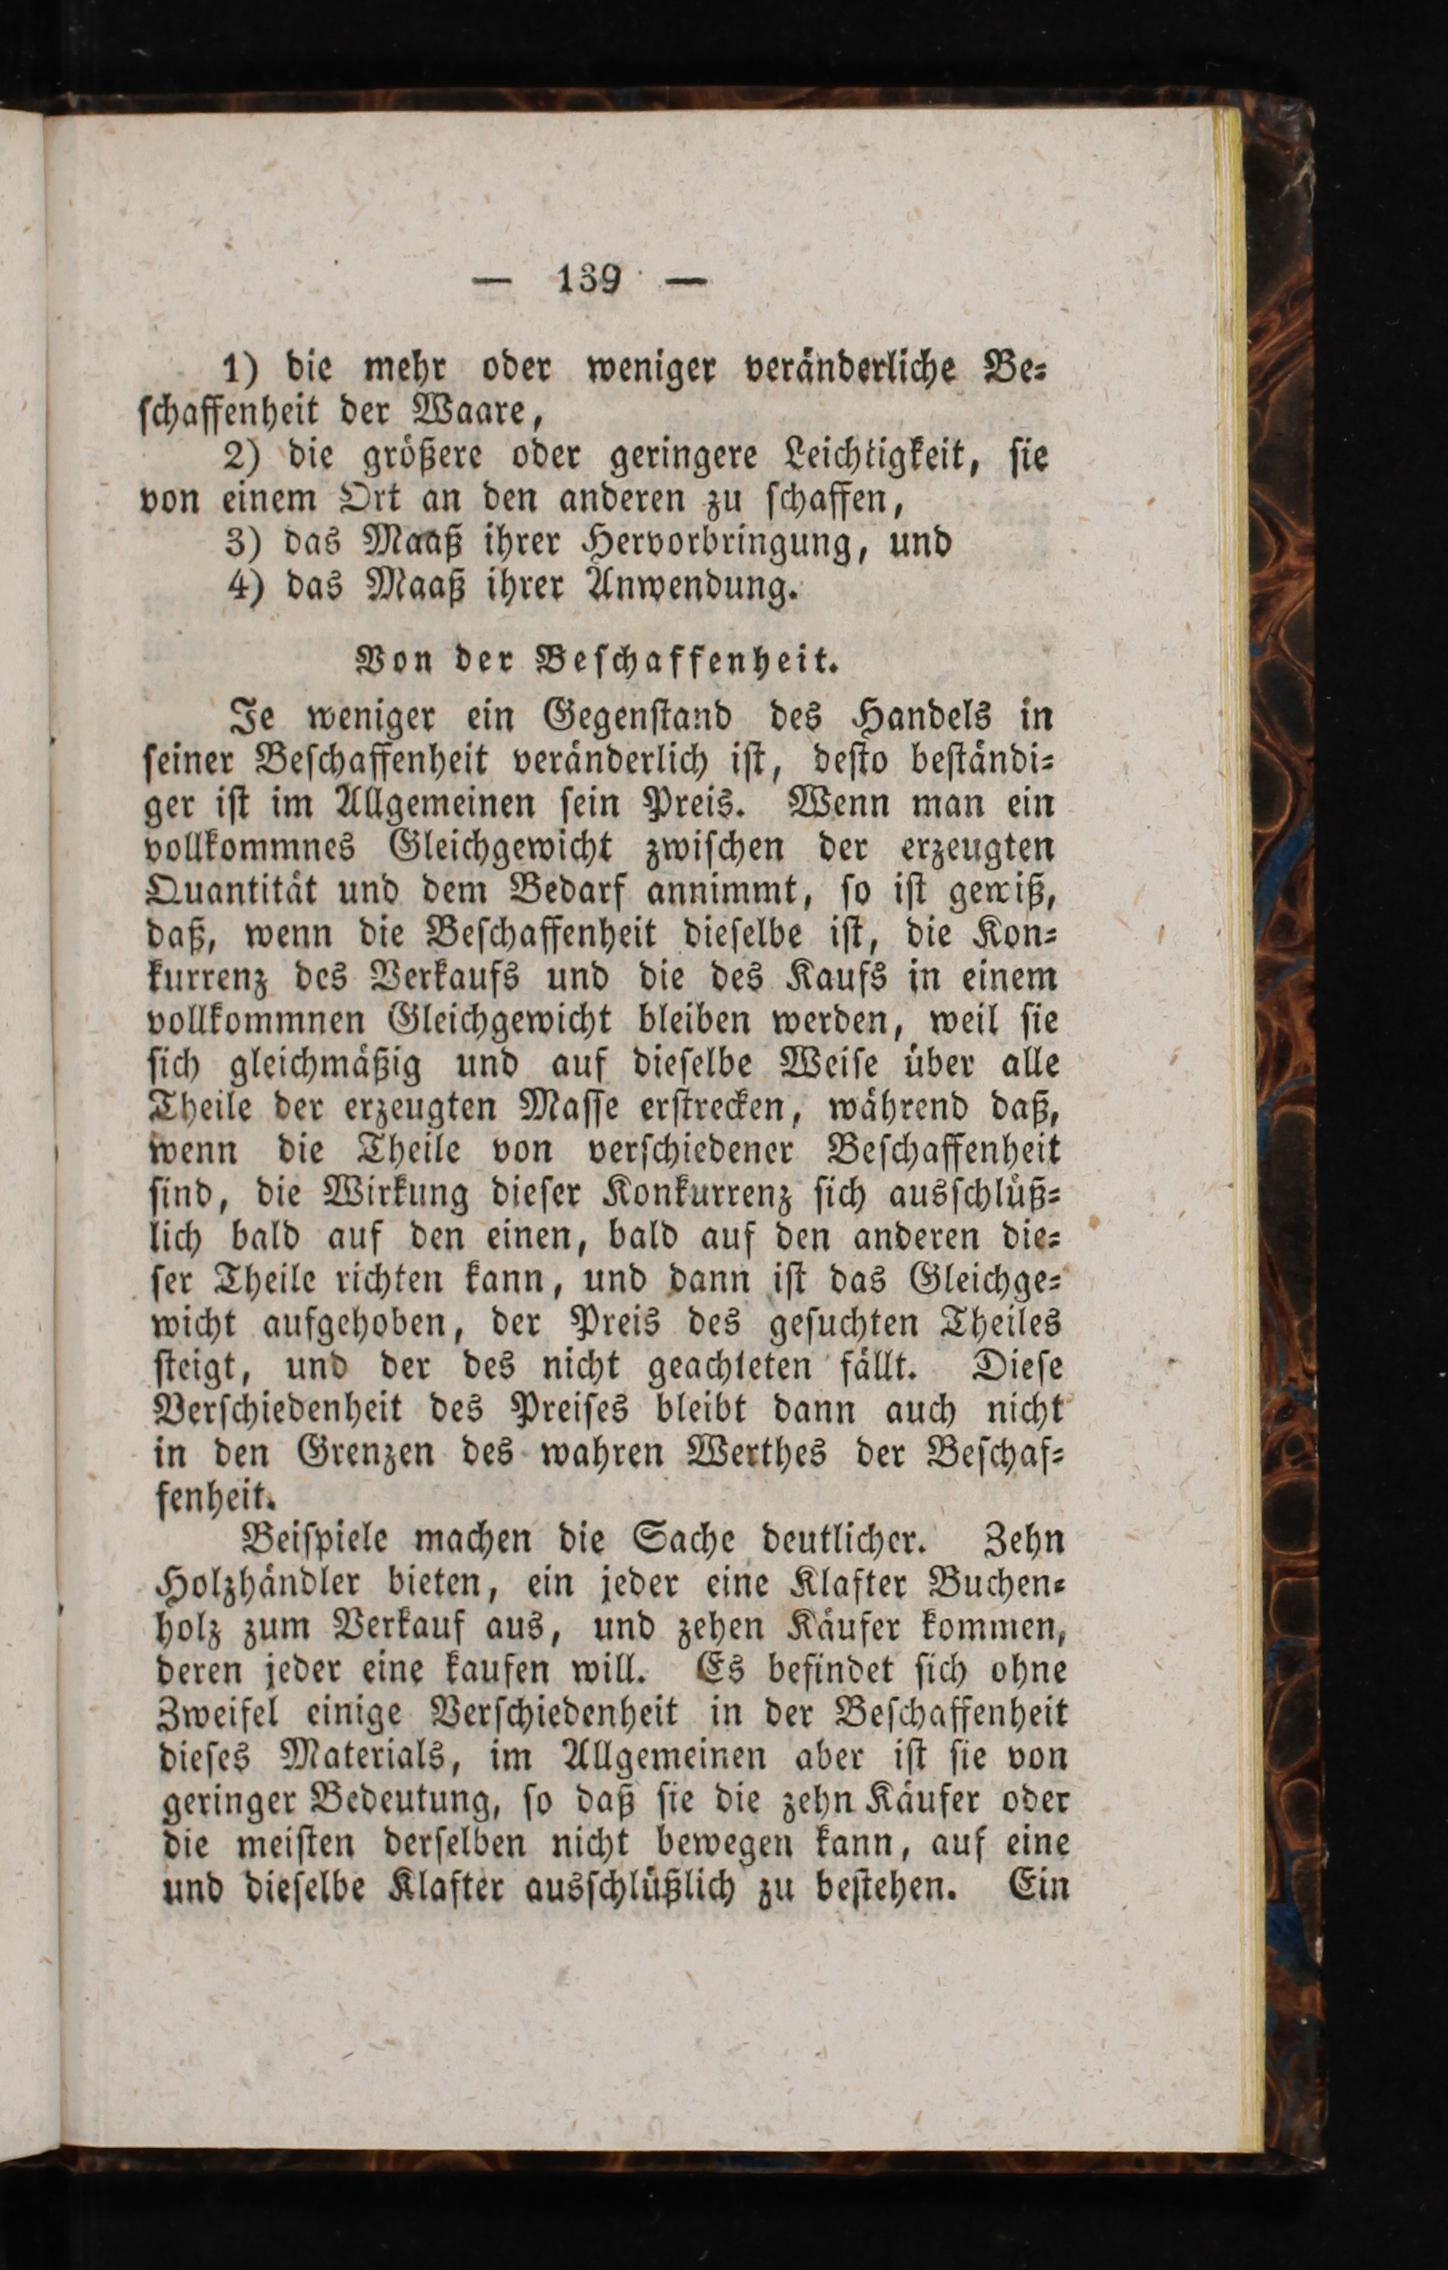 — 139 —
1) die mehr oder weniger veränderliche Be⸗
ſchaffenheit der Waare,
2) die größere oder geringere Leichtigkeit, ſie
von einem Ort an den anderen zu ſchaffen,
3) das Maaß ihrer Hervorbringung, und
4) das Maaß ihrer Anwendung.
Von der Beſchaffenheit.
Je weniger ein Gegenſtand des Handels in
ſeiner Beſchaffenheit veränderlich iſt, deſto beſtändi⸗
ger iſt im Allgemeinen ſein Preis. Wenn man ein
vollkommnes Gleichgewicht zwiſchen der erzeugten
Quantität und dem Bedarf annimmt, ſo iſt gewiß,
daß, wenn die Beſchaffenheit dieſelbe iſt, die Kon⸗
kurrenz des Verkaufs und die des Kaufs in einem
vollkommnen Gleichgewicht bleiben werden, weil ſie
ſich gleichmäßig und auf dieſelbe Weiſe über alle
Theile der erzeugten Maſſe erſtrecken, während daß,
wenn die Theile von verſchiedener Beſchaffenheit
ſind, die Wirkung dieſer Konkurrenz ſich ausſchlüß⸗
lich bald auf den einen, bald auf den anderen die⸗
ſer Theile richten kann, und dann iſt das Gleichge⸗
wicht aufgehoben, der Preis des geſuchten Theiles
ſteigt, und der des nicht geachteten fällt. Dieſe
Verſchiedenheit des Preiſes bleibt dann auch nicht
in den Grenzen des wahren Werthes der Beſchaf⸗
fenheit.
Beiſpiele machen die Sache deutlicher. Zehn
Holzhändler bieten, ein jeder eine Klafter Buchen⸗
holz zum Verkauf aus, und zehen Käufer kommen,
deren jeder eine kaufen will. Es befindet ſich ohne
Zweifel einige Verſchiedenheit in der Beſchaffenheit
dieſes Materials, im Allgemeinen aber iſt ſie von
geringer Bedeutung, ſo daß ſie die zehn Käufer oder
die meiſten derſelben nicht bewegen kann, auf eine
und dieſelbe Klafter ausſchlüßlich zu beſtehen. Ein